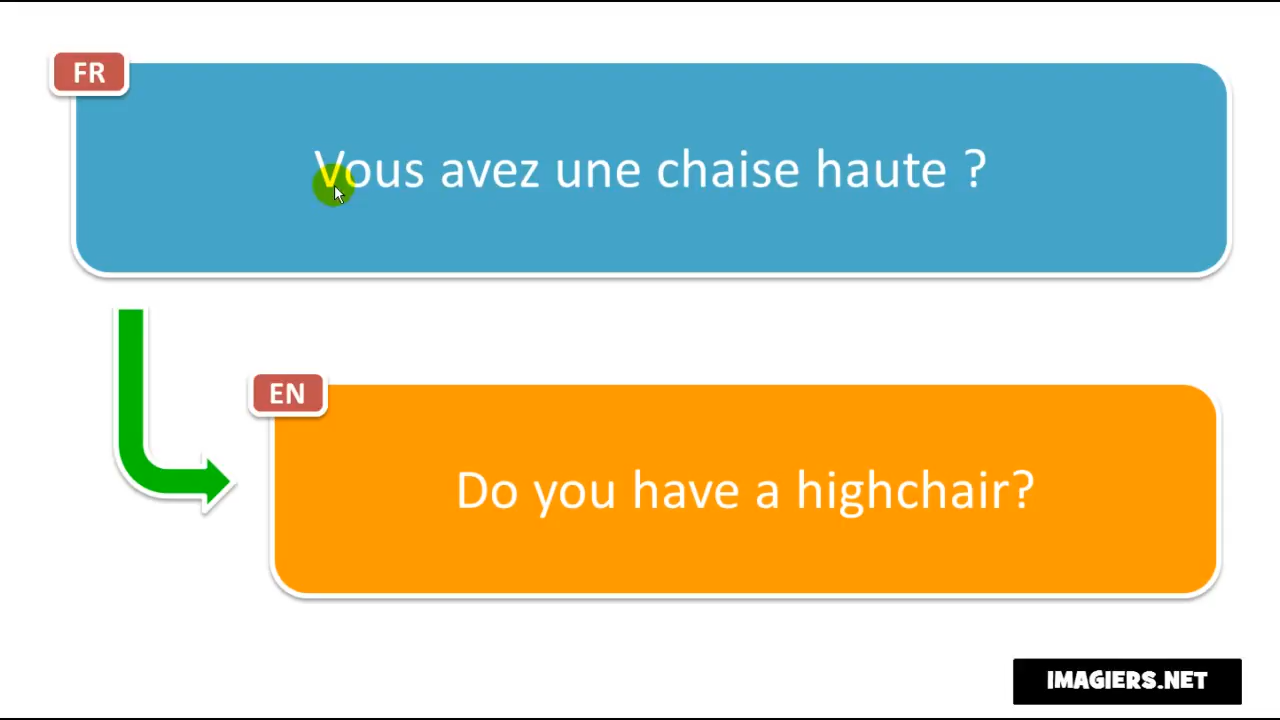 FR
Vous avez une chaise haute ?
EN
Do you have a highchair?
IMAGIERS.NET